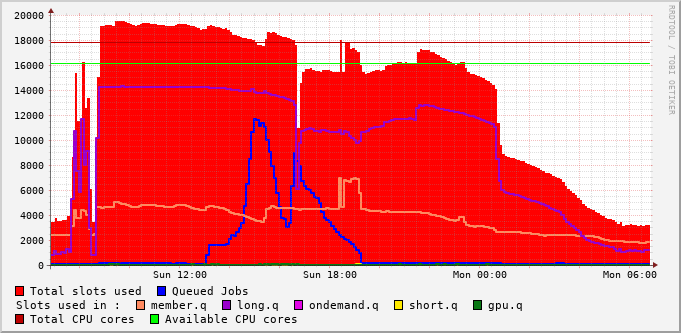 20000
18000
16000
14000
12000
10000
8000
6000
4000
2000
0
Sun 12:00 Sun 18:00 Mon 00:00 Mon 06:00
RRDTOOL / TOBI OETIKER
Total slots used Queued Jobs
Slots used in : member.q long.q ondemand.q short.q gpu.q
Total CPU cores Available CPU cores